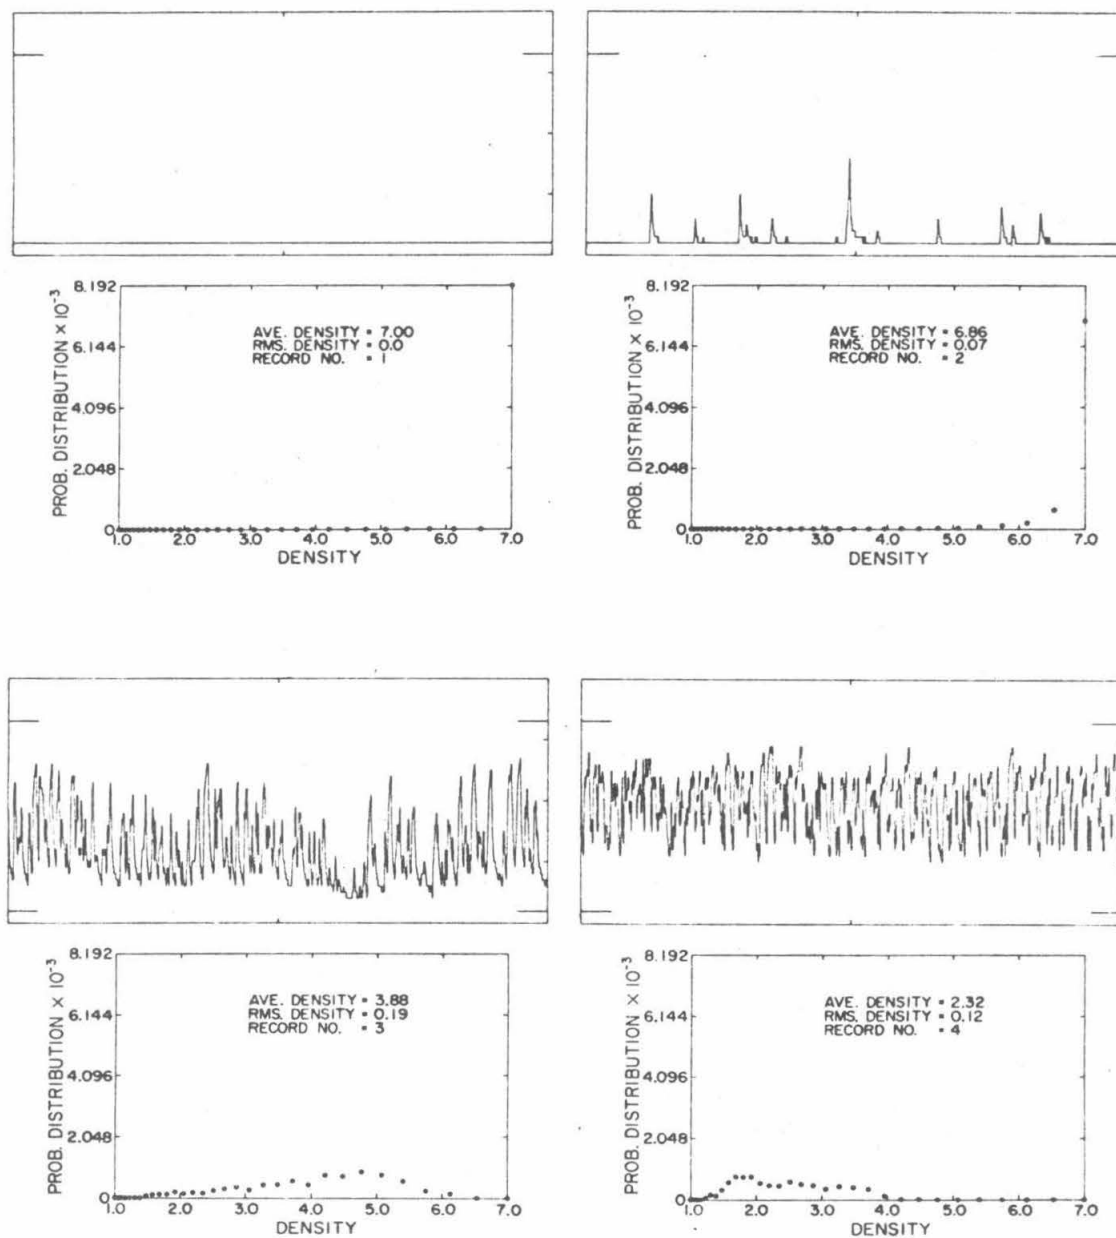 8.192
6.144
4.096
2.048
0
PROB. DISTRIBUTION × 10⁻³
AVE. DENSITY = 7.00
RMS. DENSITY = 0.0
RECORD NO. = 1
1.0 2.0 3.0 4.0 5.0 6.0 7.0
DENSITY
8.192
6.144
4.096
2.048
0
PROB. DISTRIBUTION × 10⁻³
AVE. DENSITY = 6.86
RMS. DENSITY = 0.07
RECORD NO. = 2
1.0 2.0 3.0 4.0 5.0 6.0 7.0
DENSITY
8.192
6.144
4.096
2.048
0
PROB. DISTRIBUTION × 10⁻³
AVE. DENSITY = 3.88
RMS. DENSITY = 0.19
RECORD NO. = 3
1.0 2.0 3.0 4.0 5.0 6.0 7.0
DENSITY
8.192
6.144
4.096
2.048
0
PROB. DISTRIBUTION × 10⁻³
AVE. DENSITY = 2.32
RMS. DENSITY = 0.12
RECORD NO. = 4
1.0 2.0 3.0 4.0 5.0 6.0 7.0
DENSITY